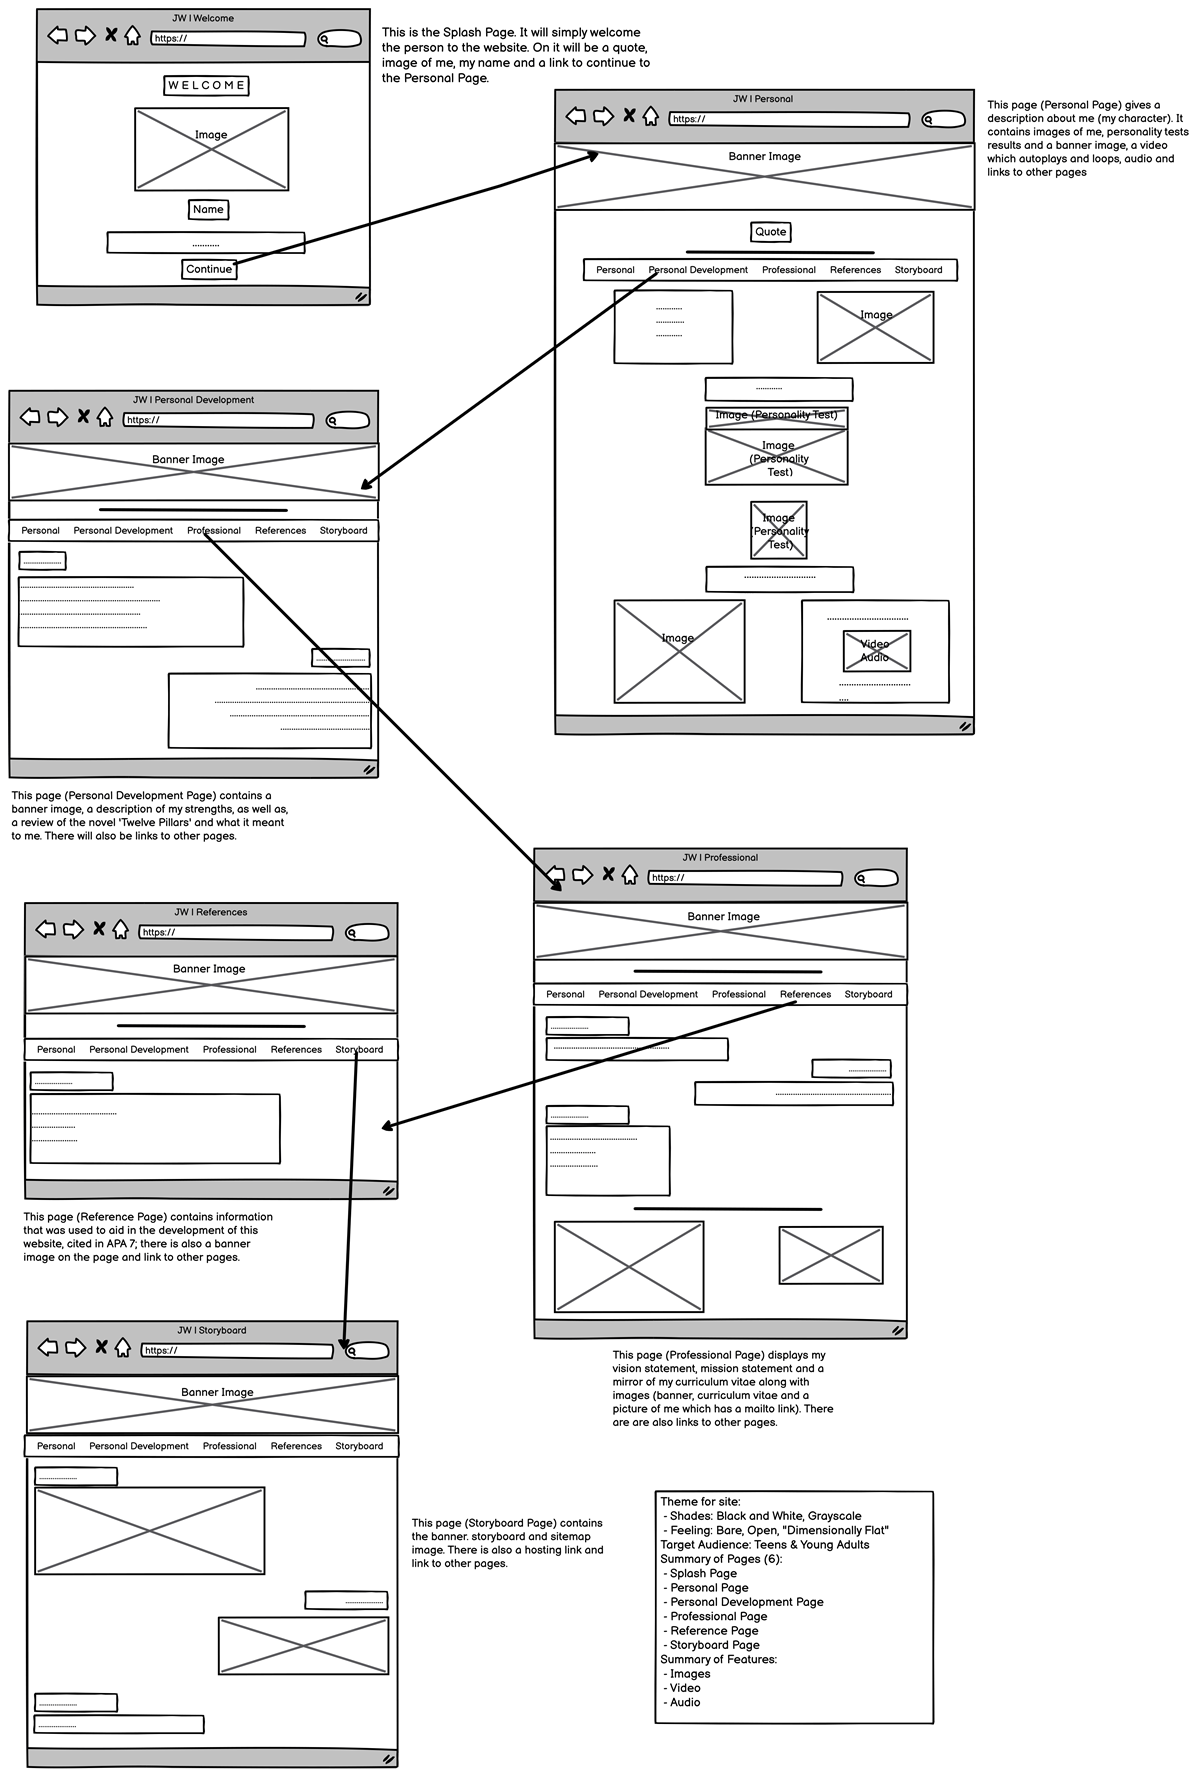 JW | Welcome
https://
WELCOME
Image
Name
Continue
This is the Splash Page. It will simply welcome
the person to the website. On it will be a quote,
image of me, my name and a link to continue to
the Personal Page.
JW | Personal
https://
Banner Image
Quote
Personal Personal Development Professional References Storyboard
Image
Image (Personality Test)
Image
(Personality
Test)
Image
(Personality
Test)
Image
Video
Audio
This page (Personal Page) gives a
description about me (my character). It
contains images of me, personality tests
results and a banner image, a video
which autoplays and loops, audio and
links to other pages
JW | Personal Development
https://
Banner Image
Personal Personal Development Professional References Storyboard
This page (Personal Development Page) contains a
banner image, a description of my strengths, as well as,
a review of the novel 'Twelve Pillars' and what it meant
to me. There will also be links to other pages.
JW | Professional
https://
Banner Image
Personal Personal Development Professional References Storyboard
This page (Professional Page) displays my
vision statement, mission statement and a
mirror of my curriculum vitae along with
images (banner, curriculum vitae and a
picture of me which has a mailto link). There
are are also links to other pages.
JW | References
https://
Banner Image
Personal Personal Development Professional References Storyboard
This page (Reference Page) contains information
that was used to aid in the development of this
website, cited in APA 7; there is also a banner
image on the page and link to other pages.
JW | Storyboard
https://
Banner Image
Personal Personal Development Professional References Storyboard
This page (Storyboard Page) contains
the banner. storyboard and sitemap
image. There is also a hosting link and
link to other pages.
Theme for site:
- Shades: Black and White, Grayscale
- Feeling: Bare, Open, "Dimensionally Flat"
Target Audience: Teens & Young Adults
Summary of Pages (6):
- Splash Page
- Personal Page
- Personal Development Page
- Professional Page
- Reference Page
- Storyboard Page
Summary of Features:
- Images
- Video
- Audio